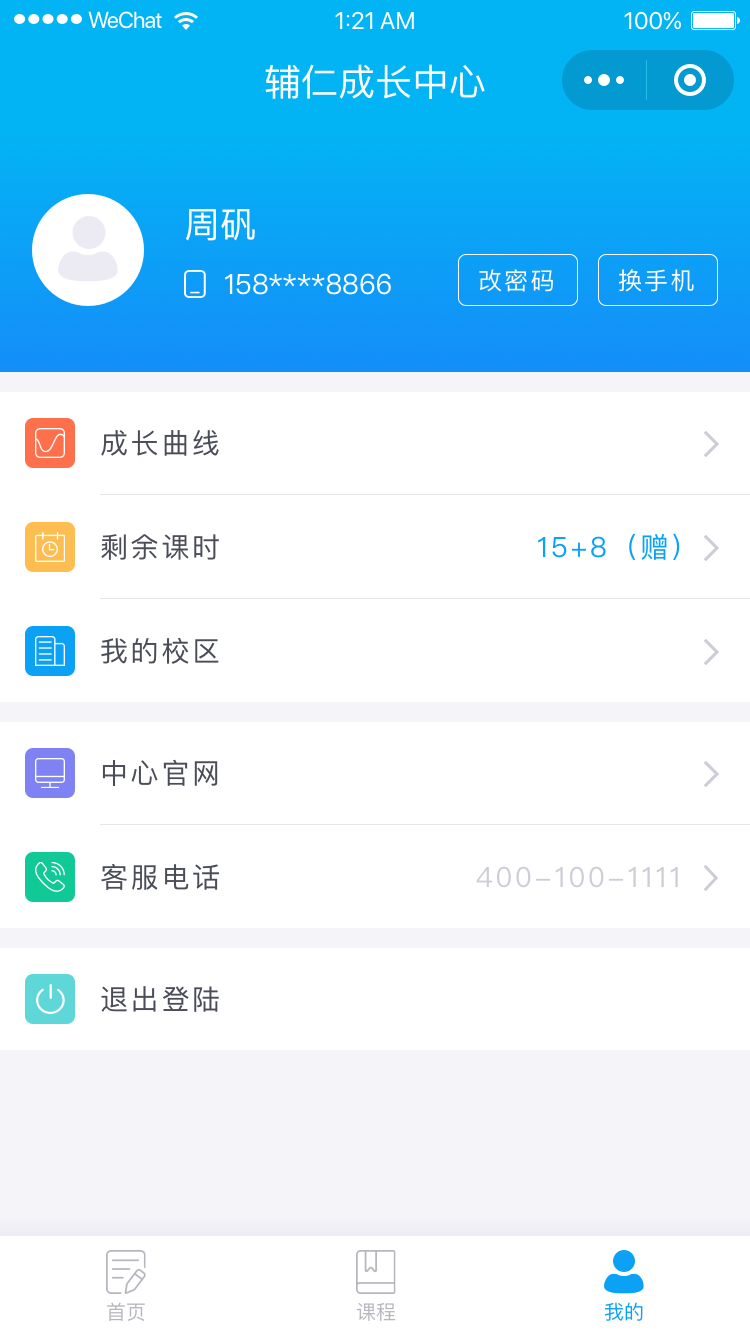 WeChat 1:21 AM 100%
辅仁成长中心
周矾
158****8866 改密码 换手机
成长曲线
剩余课时 15+8（赠）
我的校区
中心官网
客服电话 400-100-1111
退出登陆
首页 课程 我的